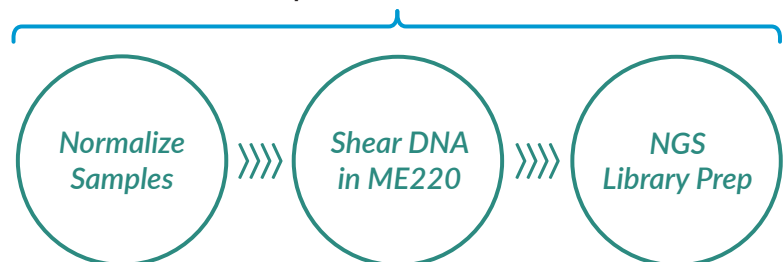 Normalize
Samples
Shear DNA
in ME220
NGS
Library Prep